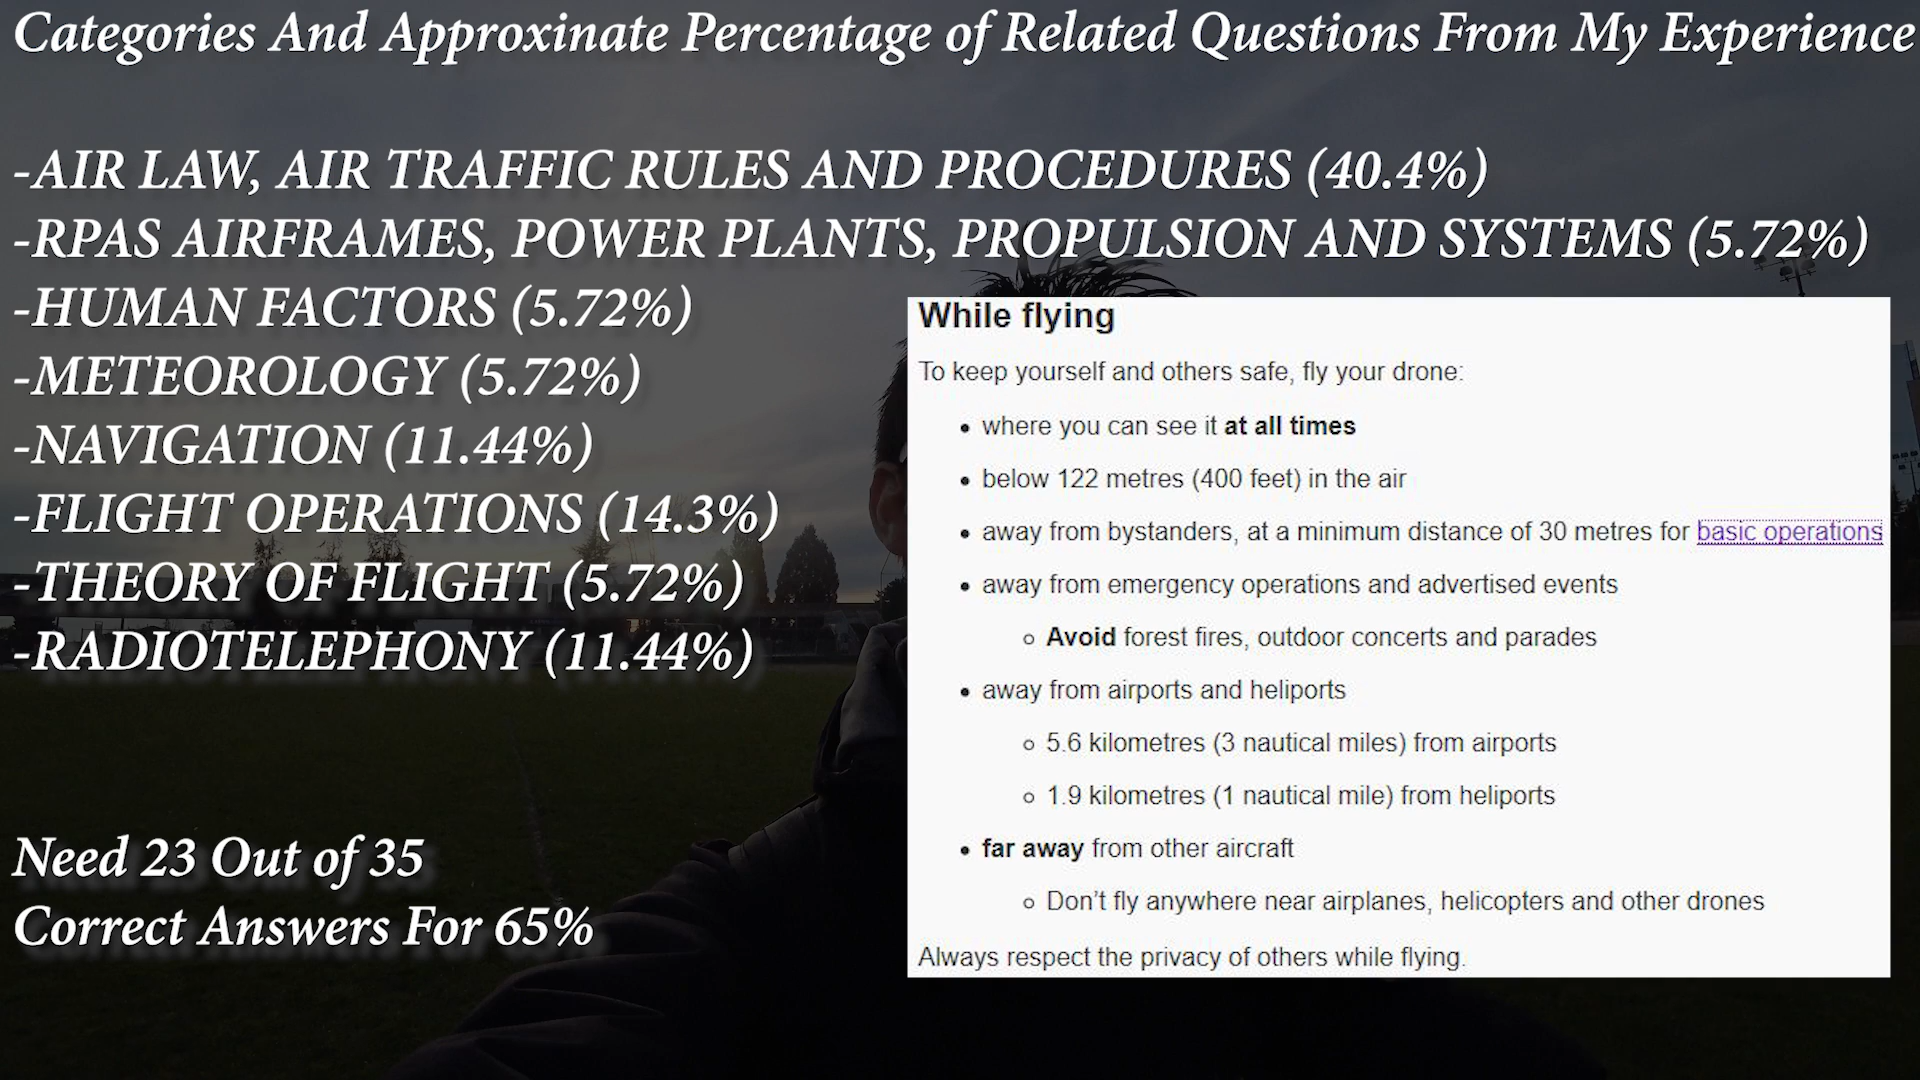 Categories And Approxinate Percentage of Related Questions From My Experience
-AIR LAW, AIR TRAFFIC RULES AND PROCEDURES (40.4%)
-RPAS AIRFRAMES, POWER PLANTS, PROPULSION AND SYSTEMS (5.72%)
-HUMAN FACTORS (5.72%)
-METEOROLOGY (5.72%)
-NAVIGATION (11.44%)
-FLIGHT OPERATIONS (14.3%)
-THEORY OF FLIGHT (5.72%)
-RADIOTELEPHONY (11.44%)
Need 23 Out of 35
Correct Answers For 65%
While flying
To keep yourself and others safe, fly your drone:
• where you can see it at all times
• below 122 metres (400 feet) in the air
• away from bystanders, at a minimum distance of 30 metres for basic operations
• away from emergency operations and advertised events
○ Avoid forest fires, outdoor concerts and parades
• away from airports and heliports
○ 5.6 kilometres (3 nautical miles) from airports
○ 1.9 kilometres (1 nautical mile) from heliports
• far away from other aircraft
○ Don't fly anywhere near airplanes, helicopters and other drones
Always respect the privacy of others while flying.